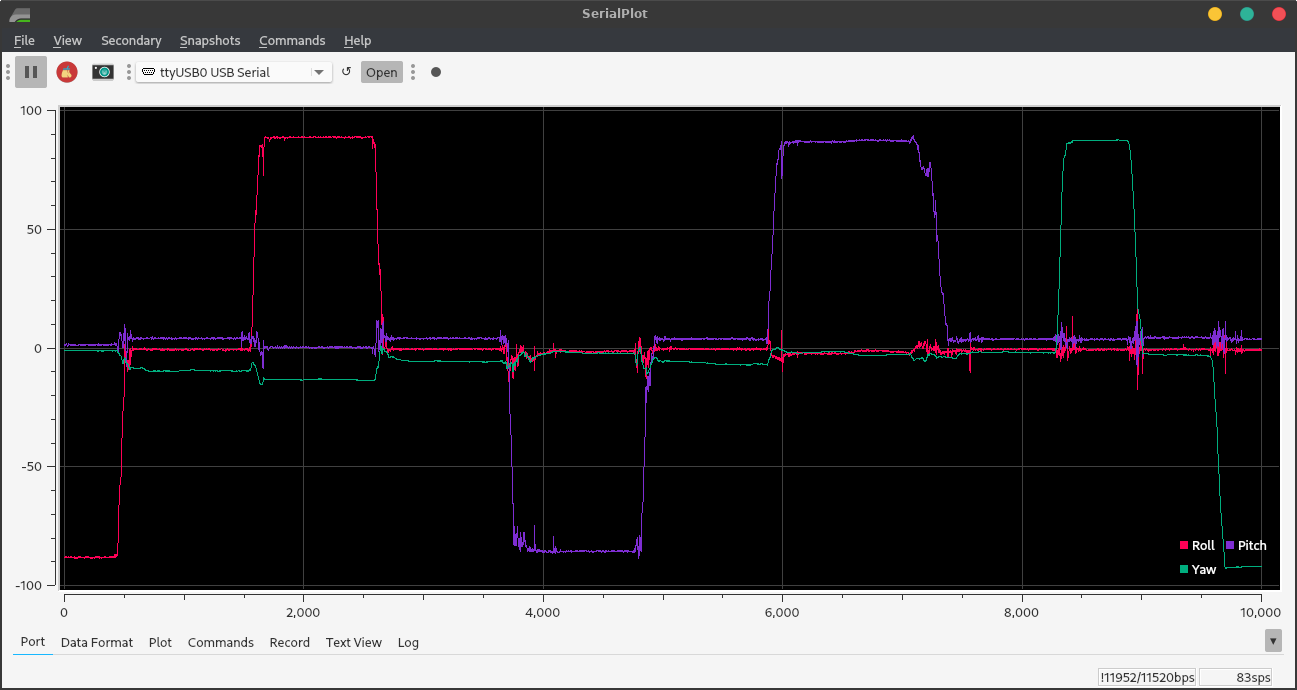 SerialPlot
File View Secondary Snapshots Commands Help
ttyUSB0 USB Serial Open
100
50
0
-50
-100
Roll Pitch
Yaw
0 2,000 4,000 6,000 8,000 10,000
Port Data Format Plot Commands Record Text View Log
!11952/11520bps 83sps